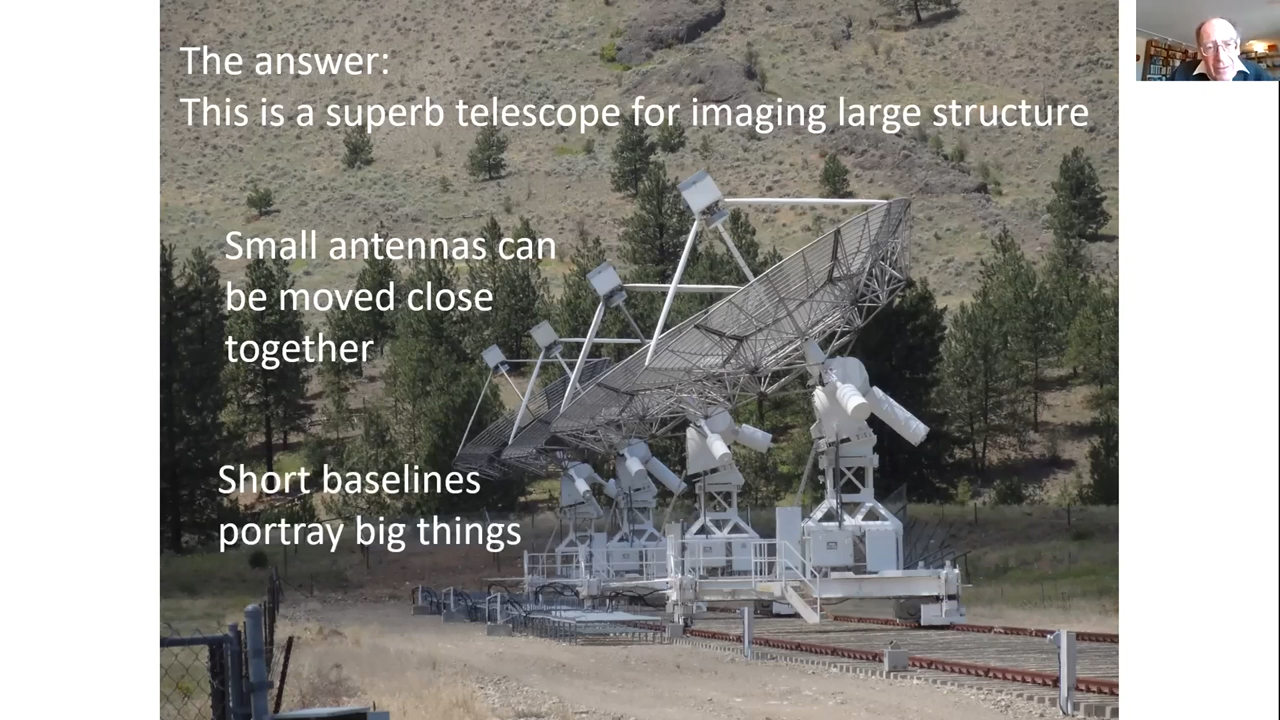 The answer:
This is a superb telescope for imaging large structure
Small antennas can
be moved close
together
Short baselines
portray big things